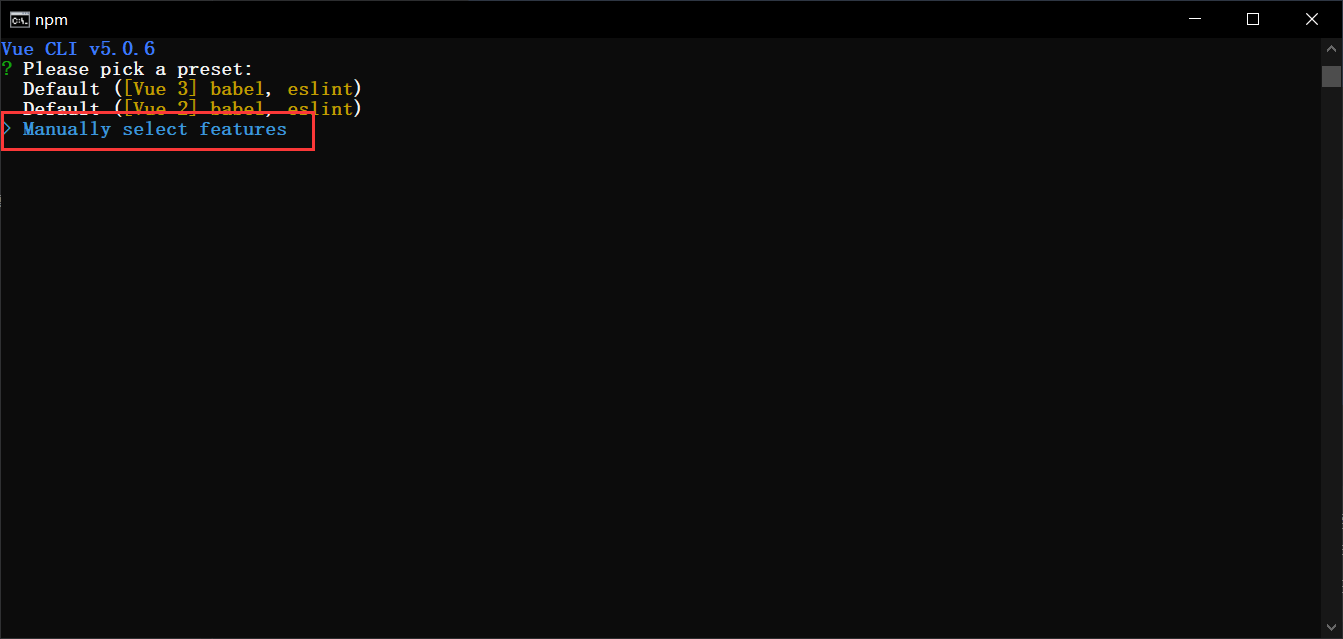 npm
Vue CLI v5.0.6
? Please pick a preset:
Default ([Vue 3] babel, eslint)
Default ([Vue 2] babel, eslint)
> Manually select features